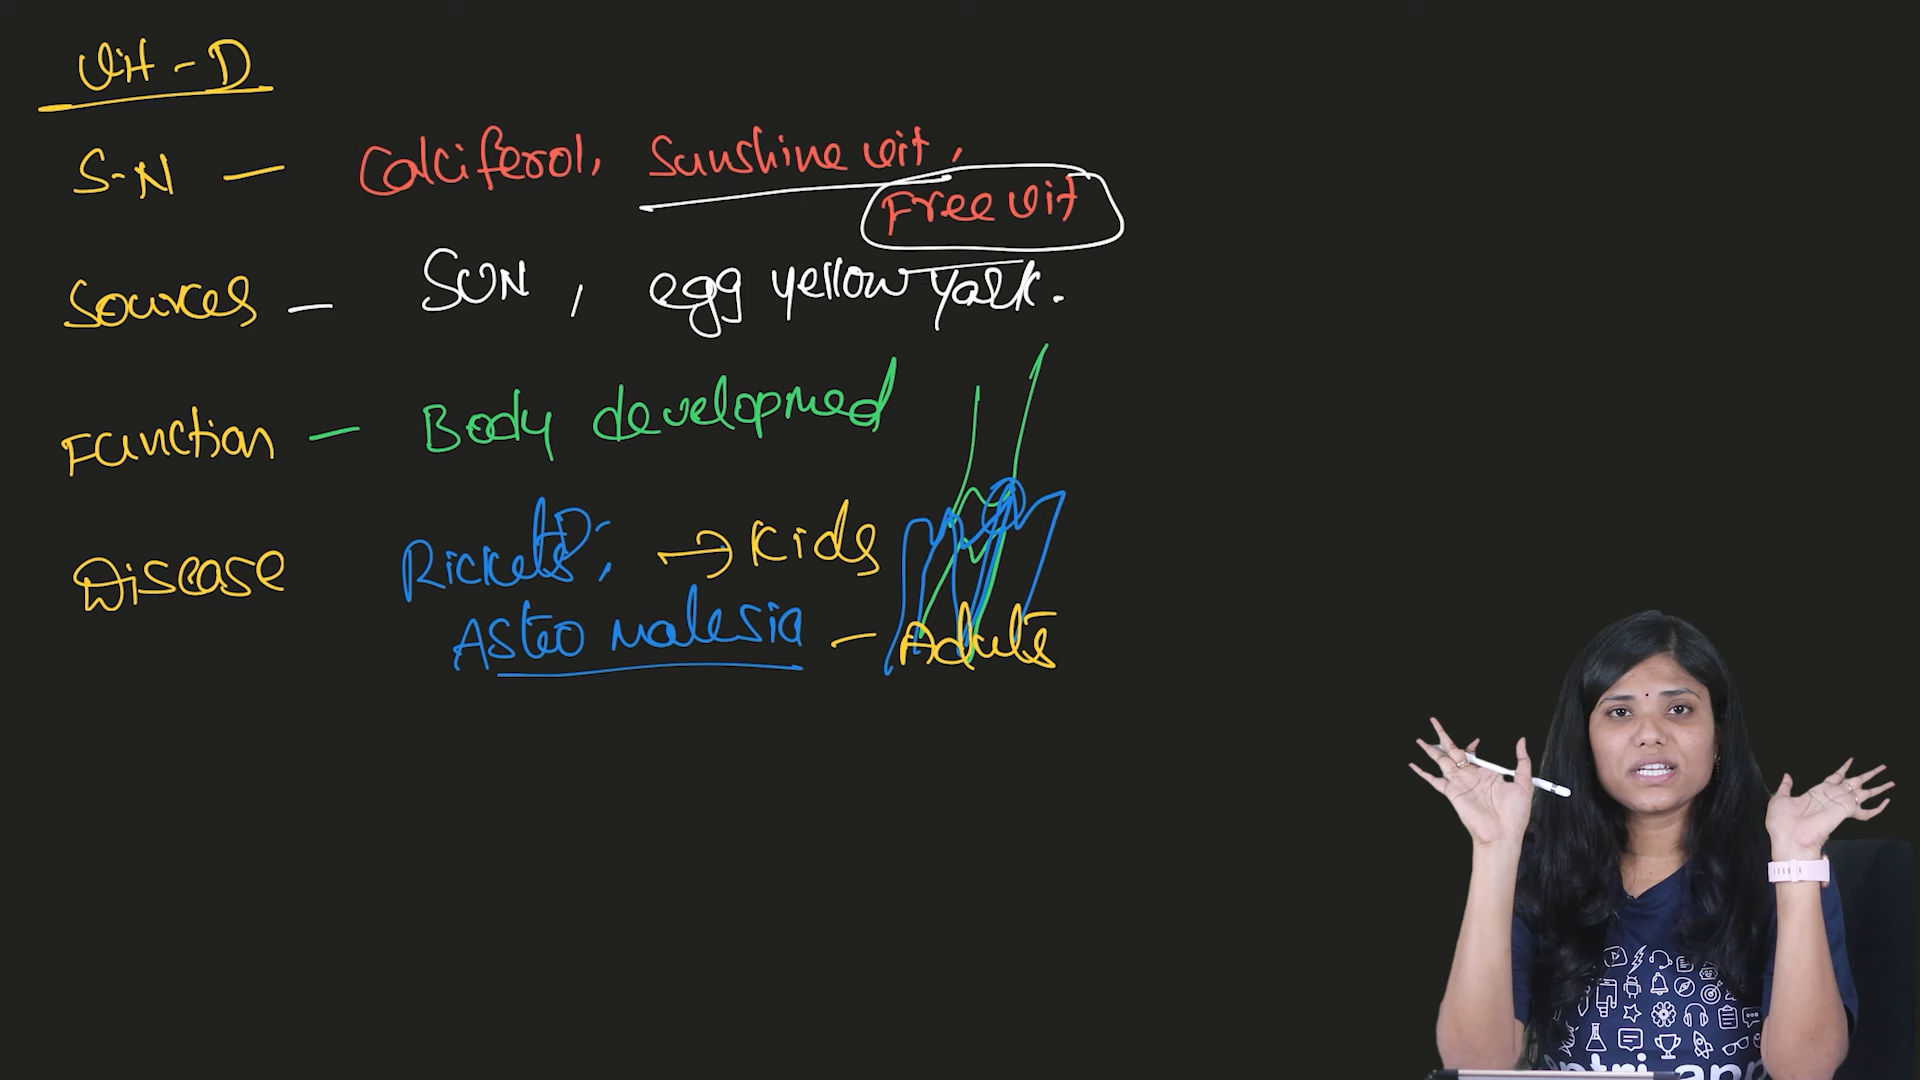 Vit - D
S-N — Calciferol, Sunshine vit,
Free vit
Sources — SUN, egg yellow yalk.
Function — Body developmed
Disease Rickets, → Kids
Asteo malesia — Adults